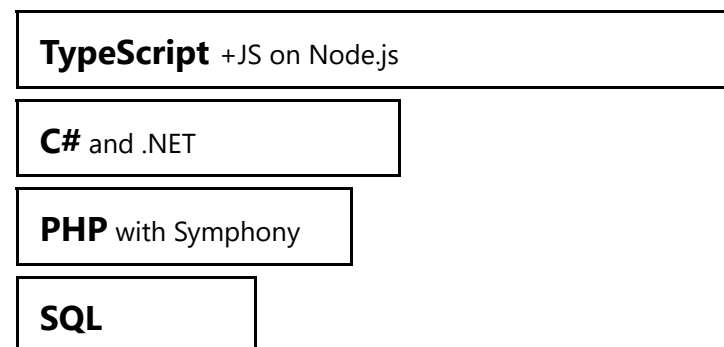 TypeScript +JS on Node.js
C# and .NET
PHP with Symphony
SQL